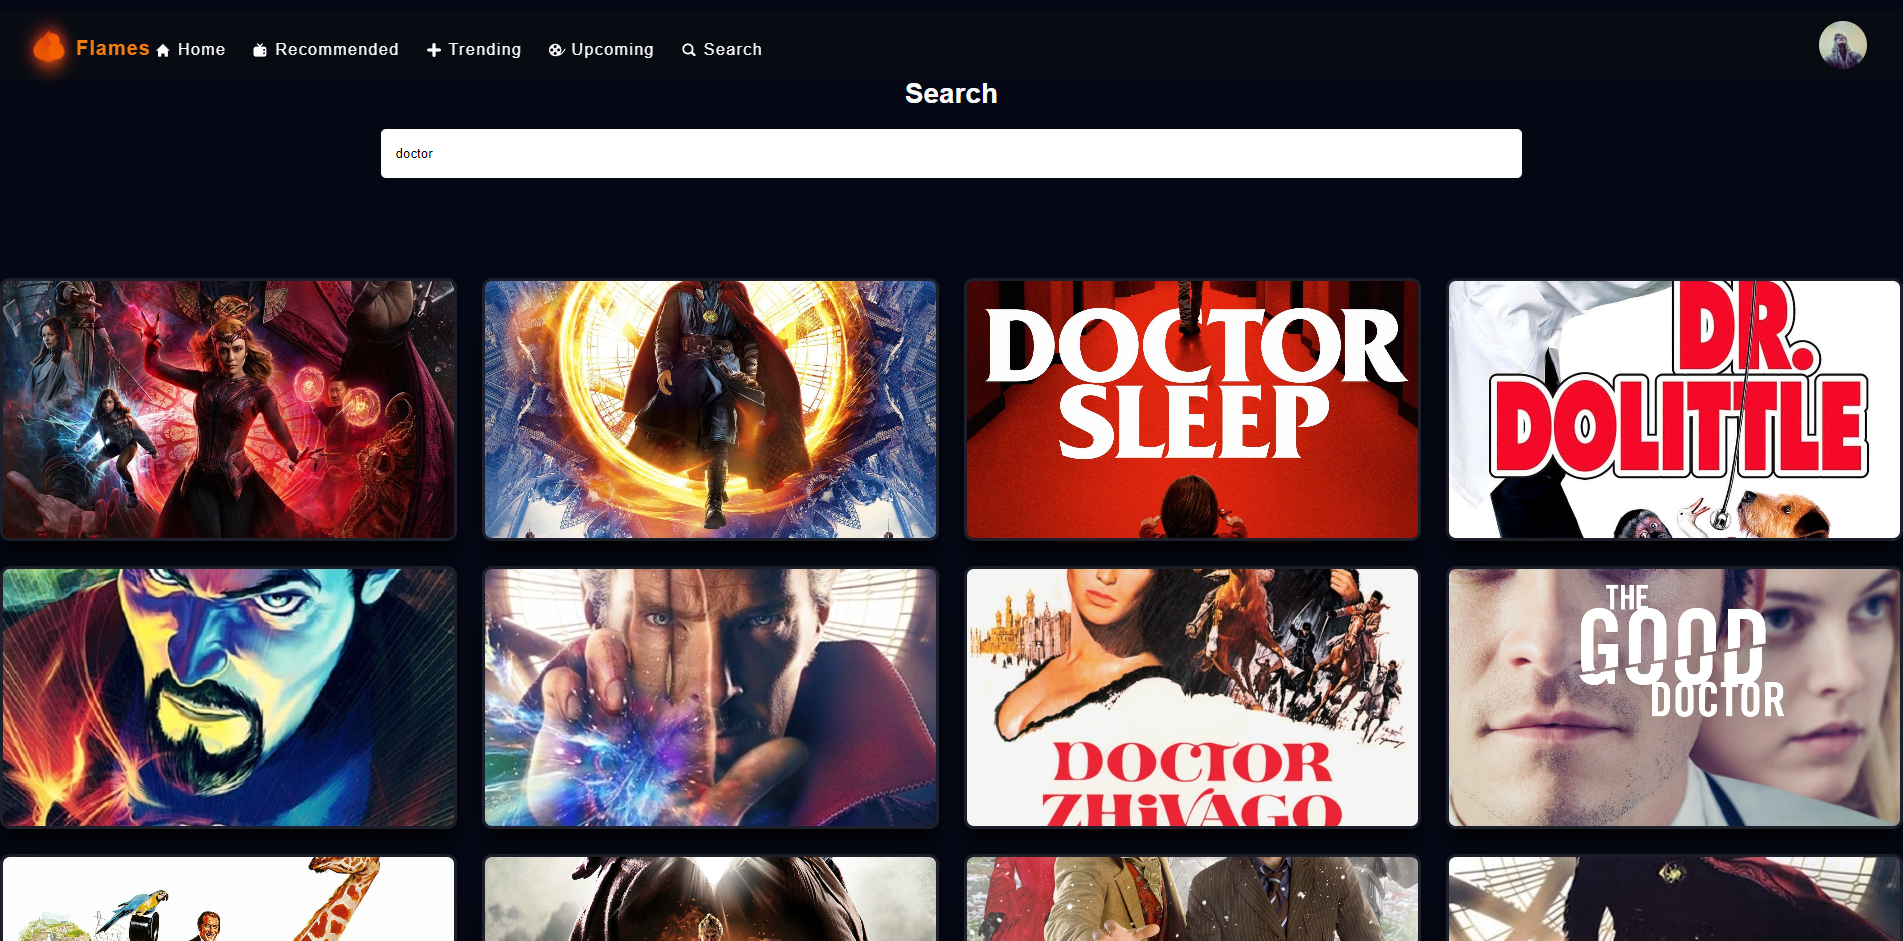 Flames Home Recommended Trending Upcoming Search
Search
doctor
DOCTOR
SLEEP
DR.
DOLITTLE
DOCTOR
ZHiVAGO
THE
GOOD
DOCTOR